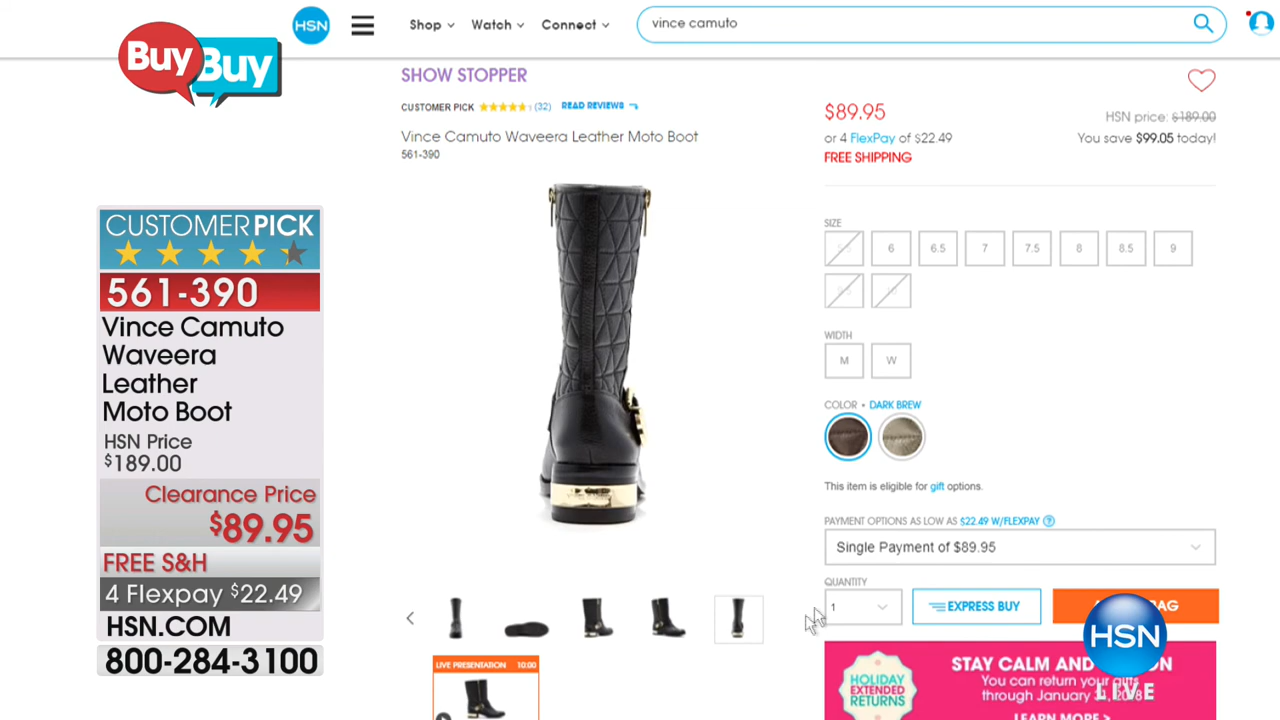 Buy
Buy
HSN
Shop
Watch
Connect
vince camuto
SHOW STOPPER
CUSTOMER PICK
(32)
READ REVIEWS
Vince Camuto Waveera Leather Moto Boot
561-390
$89.95
HSN price: $189.00
or 4 FlexPay of $22.49
You save $99.05 today!
FREE SHIPPING
SIZE
6
6.5
7
7.5
8
8.5
9
WIDTH
M
W
COLOR • DARK BREW
This item is eligible for gift options.
PAYMENT OPTIONS AS LOW AS $22.49 W/FLEXPAY ?
Single Payment of $89.95
QUANTITY
1
EXPRESS BUY
BAG
LIVE PRESENTATION 10:00
HOLIDAY
EXTENDED
RETURNS
STAY CALM AND
You can return your gifts
through January
LEARN MORE >
CUSTOMER PICK
561-390
Vince Camuto
Waveera
Leather
Moto Boot
HSN Price
$189.00
Clearance Price
$89.95
FREE S&H
4 Flexpay $22.49
HSN.COM
800-284-3100
HSN
LIVE